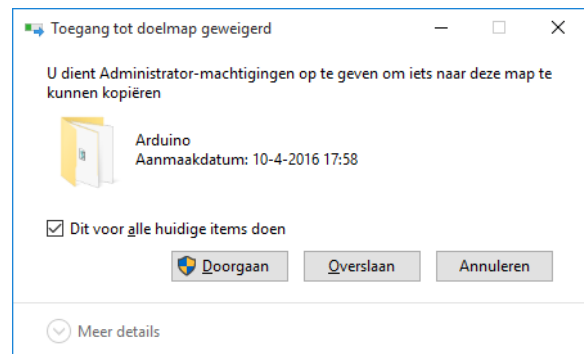 Toegang tot doelmap geweigerd
U dient Administrator-machtigingen op te geven om iets naar deze map te
kunnen kopiëren
Arduino
Aanmaakdatum: 10-4-2016 17:58
Dit voor alle huidige items doen
Doorgaan Overslaan Annuleren
Meer details